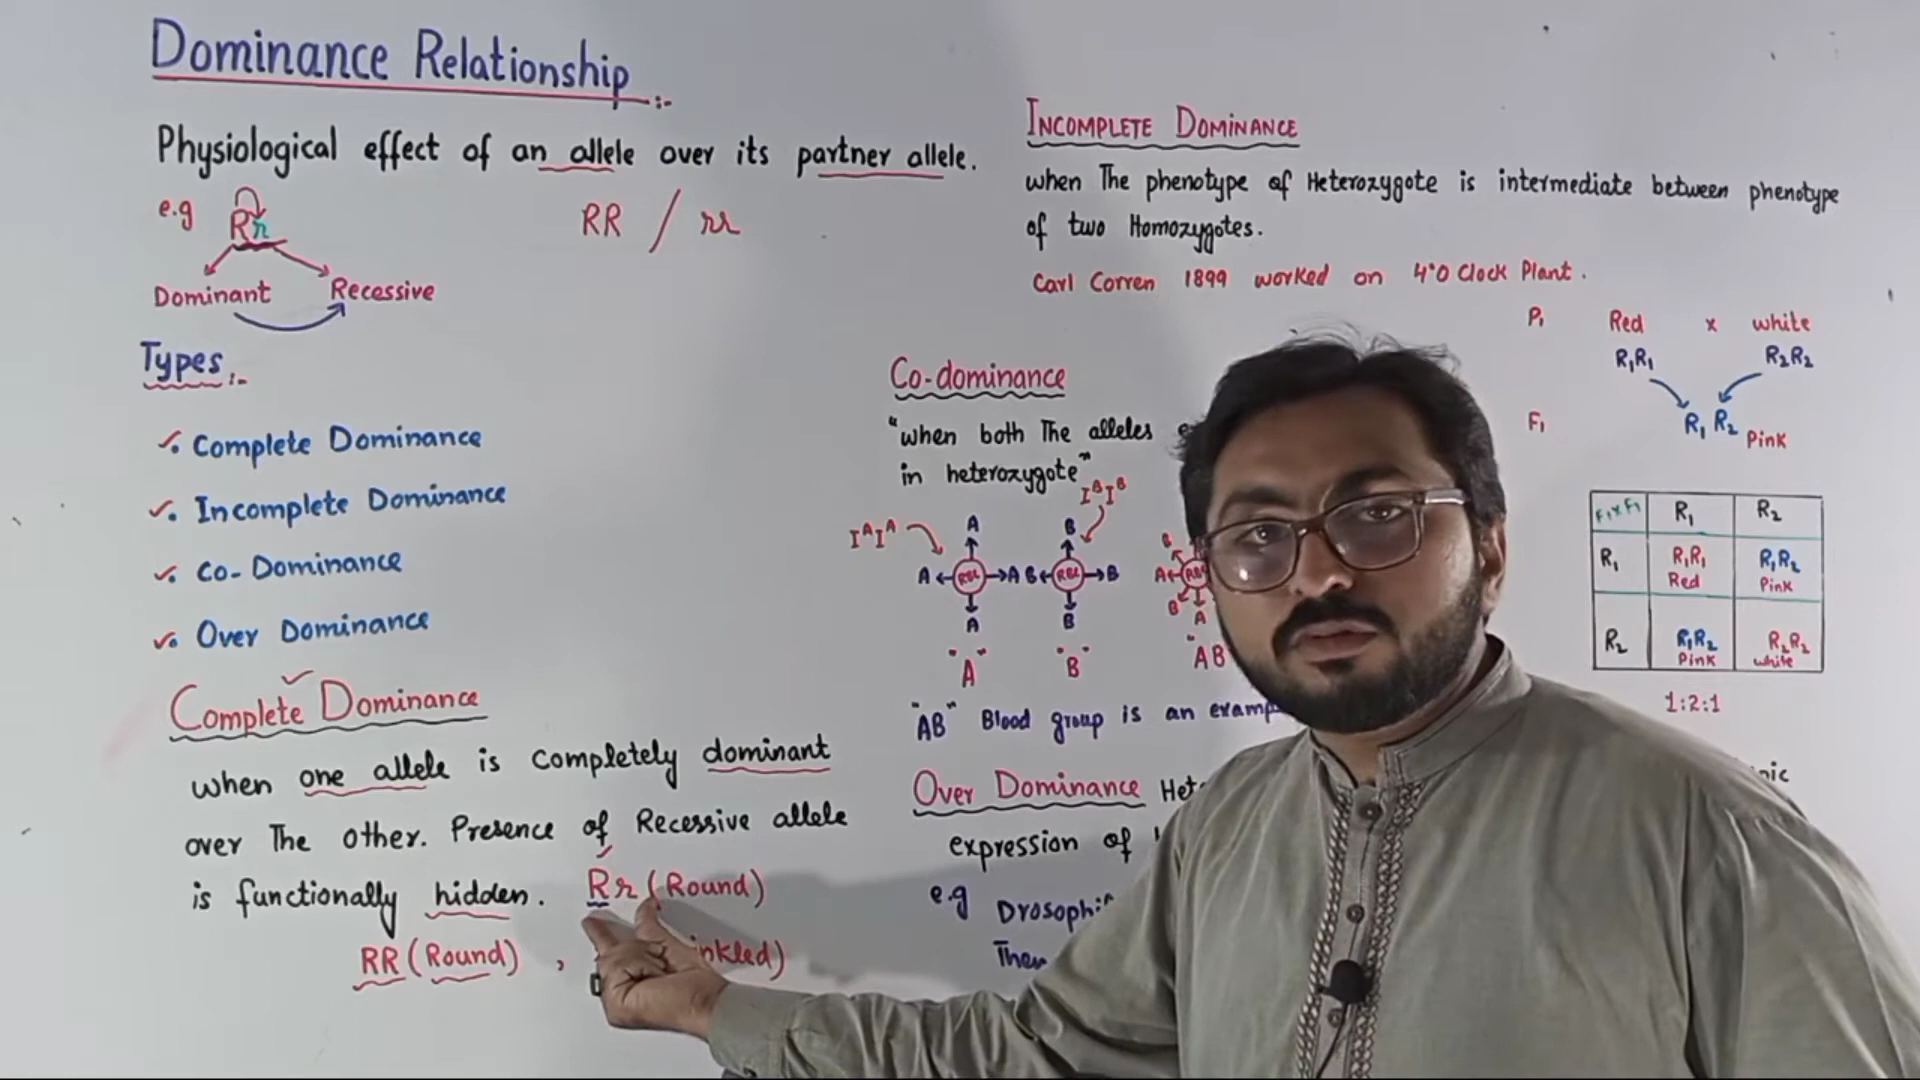 Dominance Relationship :-
Physiological effect of an allele over its partner allele.
e.g Rr RR / rr
Dominant Recessive
Types :-
Complete Dominance
Incomplete Dominance
Co-Dominance
Over Dominance
Complete Dominance
when one allele is completely dominant
over The other. Presence of Recessive allele
is functionally hidden. Rr (Round)
RR (Round) ,
INCOMPLETE DOMINANCE
when The phenotype of Heterozygote is intermediate between phenotype
of two Homozygotes.
Carl Corren 1899 worked on 4'O Clock Plant.
P₁ Red x white
R₁R₁ R₂R₂
F₁ R₁ R₂ Pink
F₁xF₁ R₁ R₂
R₁ R₁R₁ R₁R₂
Red Pink
R₂ R₁R₂ R₂R₂
Pink white
1:2:1
Co-dominance
"when both The alleles
in heterozygote"
IᴬIᴬ IᴮIᴮ
A B B
A RBC A B RBC B A
A B B A
"A" "B" "AB
"AB" Blood group is an
Over Dominance
expression of
e.g